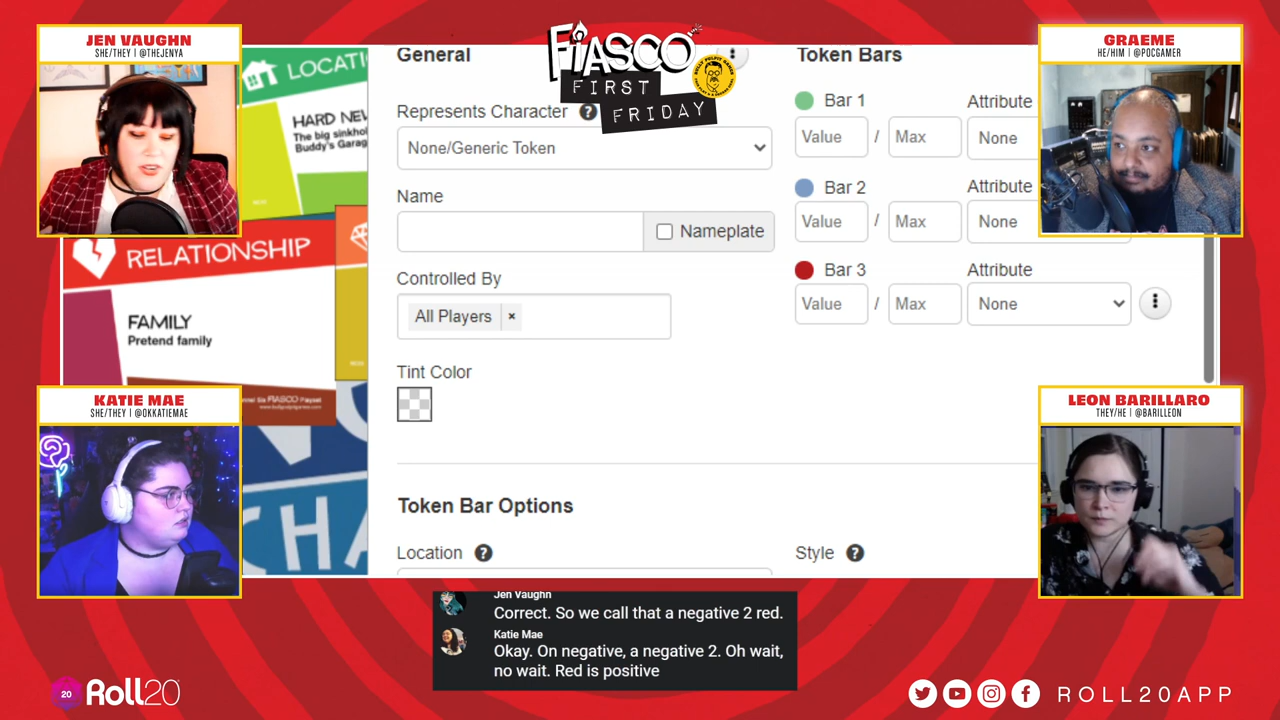 JEN VAUGHN
SHE/THEY | @THEJENYA
FiASCO
FIRST
FRIDAY
GRAEME
HE/HIM | @POCGAMER
LOCATI
HARD NE
The big sinkho
Buddy's Garag
RELATIONSHIP
FAMILY
Pretend family
General
Represents Character ?
None/Generic Token
Name
Nameplate
Controlled By
All Players ×
Tint Color
Token Bars
Bar 1 Attribute
Value / Max None
Bar 2 Attribute
Value / Max None
Bar 3 Attribute
Value / Max None
Token Bar Options
Location ? Style ?
KATIE MAE
SHE/THEY | @OKKATIEMAE
LEON BARILLARO
THEY/HE | @BARILLEON
CHA
Jen Vaughn
Correct. So we call that a negative 2 red.
Katie Mae
Okay. On negative, a negative 2. Oh wait,
no wait. Red is positive
20 Roll20
ROLL20APP